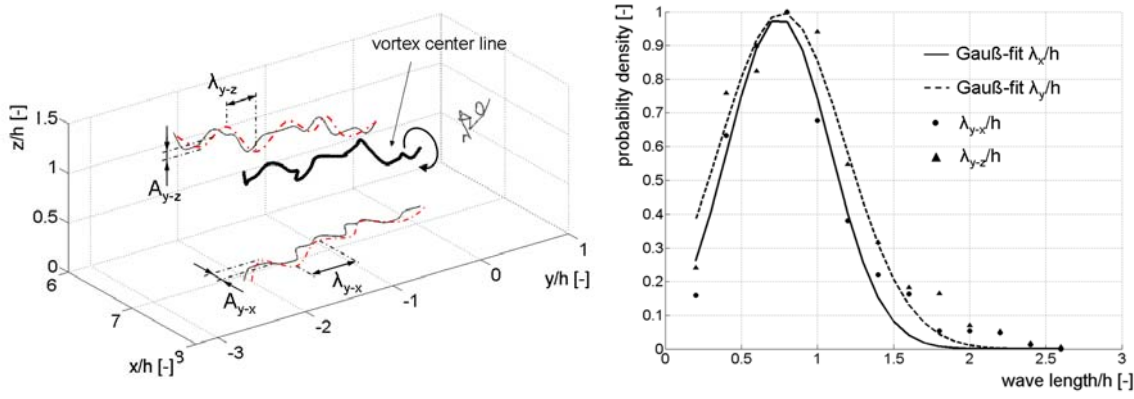 vortex center line
λy-z
z/h [-]
1.5
1
0.5
0
Ay-z
Ay-x
λy-x
6
7
8
x/h [-]
-3
-2
-1
0
1
y/h [-]
probabilty density [-]
1
0.9
0.8
0.7
0.6
0.5
0.4
0.3
0.2
0.1
0
0
0.5
1
1.5
2
2.5
3
wave length/h [-]
Gauß-fit λx/h
Gauß-fit λy/h
λy-x/h
λy-z/h